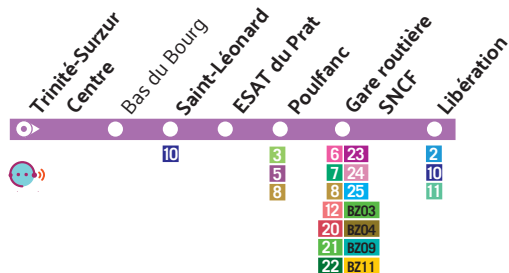 Trinité-Surzur
Centre
Bas du Bourg
Saint-Léonard
ESAT du Prat
Poulfanc
Gare routière
SNCF
Libération
10
3
5
8
6 23
7 24
8 25
12 BZ03
20 BZ04
21 BZ09
22 BZ11
2
10
11